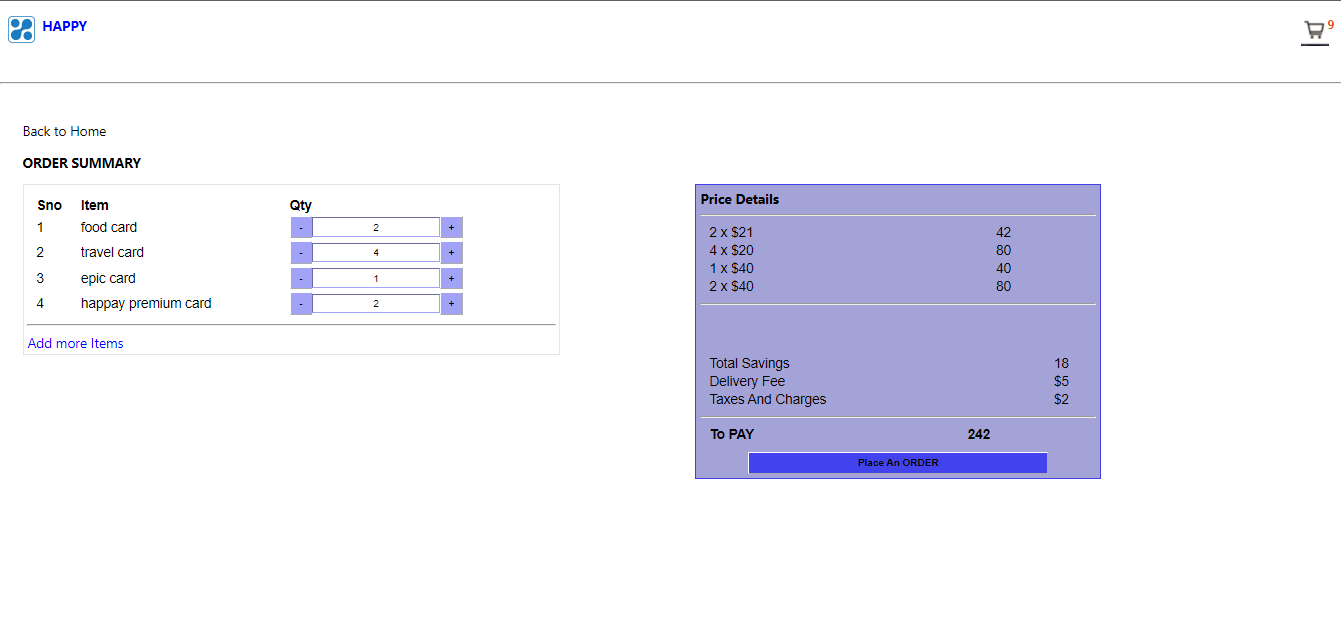 HAPPY
9
Back to Home
ORDER SUMMARY
Sno Item Qty
1 food card - 2 +
2 travel card - 4 +
3 epic card - 1 +
4 happay premium card - 2 +
Add more Items
Price Details
2 x $21 42
4 x $20 80
1 x $40 40
2 x $40 80
Total Savings 18
Delivery Fee $5
Taxes And Charges $2
To PAY 242
Place An ORDER